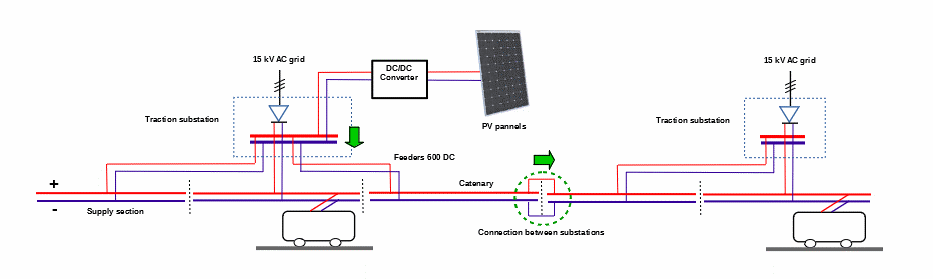 15 kV AC grid
DC/DC
Converter
15 kV AC grid
Traction substation
PV pannels
Traction substation
Feeders 600 DC
+
Catenary
-
Supply section
Connection between substations